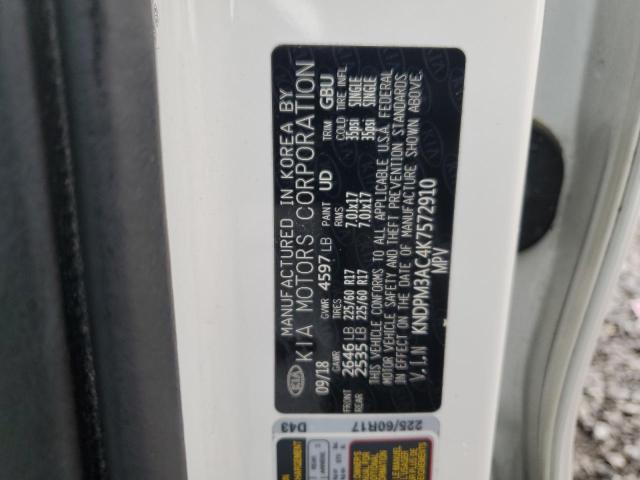 MANUFACTURED IN KOREA BY
KIA KIA MOTORS CORPORATION
09/18 GVWR 4597 LB PAINT UD TRIM GBU
GAWR TIRES RIMS COLD TIRE INFL
FRONT 2646 LB 225/60 R17 7.0Jx17 35psi SINGLE
REAR 2535 LB 225/60 R17 7.0Jx17 35psi SINGLE
THIS VEHICLE CONFORMS TO ALL APPLICABLE U.S.A. FEDERAL
MOTOR VEHICLE SAFETY AND THEFT PREVENTION STANDARDS
IN EFFECT ON THE DATE OF MANUFACTURE SHOWN ABOVE.
V.I.N KNDPM3AC4K7572910
MPV
D43
225/60R17